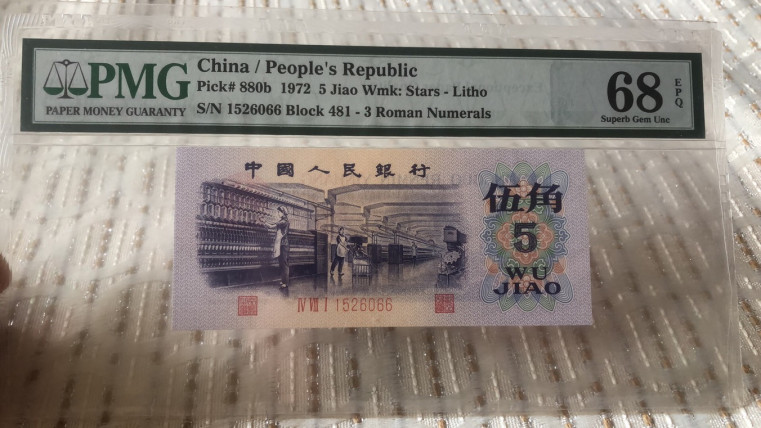 PMG
PAPER MONEY GUARANTY
China / People's Republic
Pick# 880b 1972 5 Jiao Wmk: Stars - Litho
S/N 1526066 Block 481 - 3 Roman Numerals
68
EPQ
Superb Gem Unc
中國人民銀行
伍角
5
WU
JIAO
IV VIII I 1526066